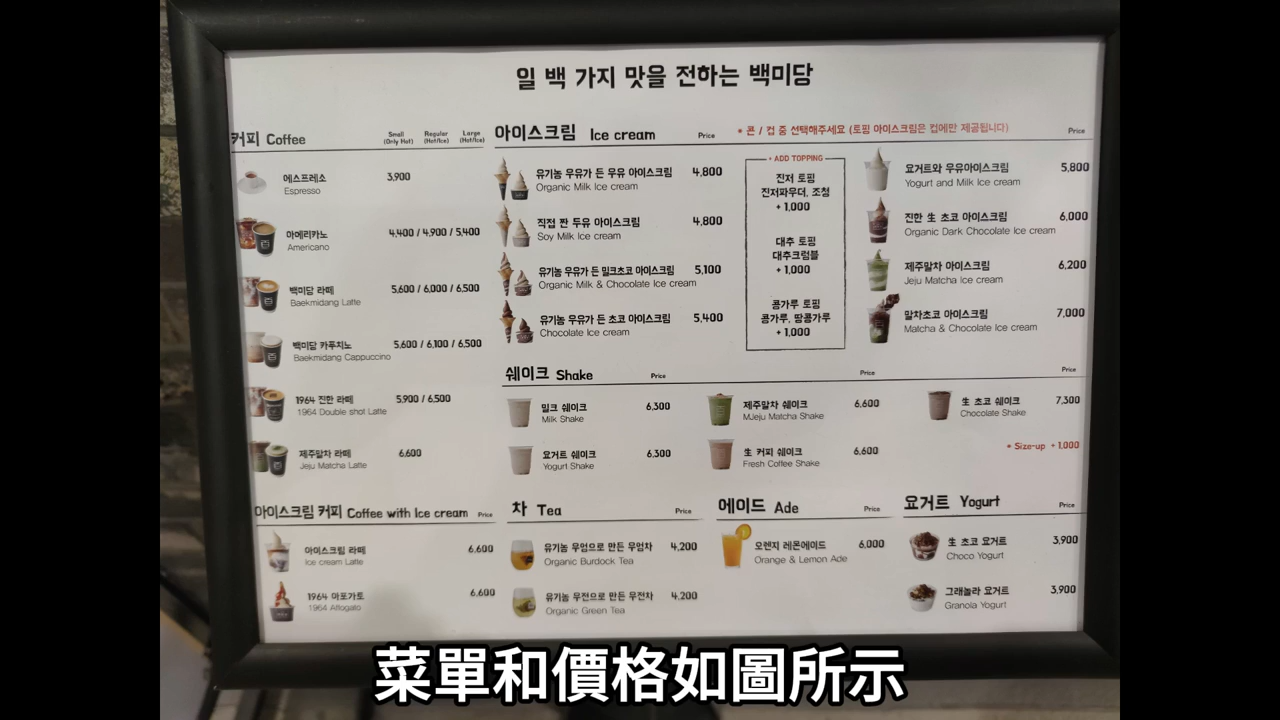 일 백 가지 맛을 전하는 백미당
커피 Coffee
Small (Only Hot)
Regular (Hot/Ice)
Large (Hot/Ice)
에스프레소 3,900
Espresso
아메리카노 4,400 / 4,900 / 5,400
Americano
백미당 라떼 5,600 / 6,000 / 6,500
Baekmidang Latte
백미당 카푸치노 5,600 / 6,100 / 6,500
Baekmidang Cappuccino
1964 진한 라떼 5,900 / 6,500
1964 Double shot Latte
제주말차 라떼 6,600
Jeju Matcha Latte
아이스크림 커피 Coffee with Ice cream Price
아이스크림 라떼 6,600
Ice cream Latte
1964 아포가토 6,600
1964 Affogato
아이스크림 Ice cream Price
* 콘 / 컵 중 선택해주세요 (토핑 아이스크림은 컵에만 제공됩니다) Price
유기농 우유가 든 우유 아이스크림 4,800
Organic Milk Ice cream
직접 짠 두유 아이스크림 4,800
Soy Milk Ice cream
유기농 우유가 든 밀크초코 아이스크림 5,100
Organic Milk & Chocolate Ice cream
유기농 우유가 든 초코 아이스크림 5,400
Chocolate Ice cream
+ ADD TOPPING
진저 토핑
진저파우더, 조청
+ 1,000
대추 토핑
대추크럼블
+ 1,000
콩가루 토핑
콩가루, 땅콩가루
+ 1,000
요거트와 우유아이스크림 5,800
Yogurt and Milk Ice cream
진한 生 초코 아이스크림 6,000
Organic Dark Chocolate Ice cream
제주말차 아이스크림 6,200
Jeju Matcha Ice cream
말차초코 아이스크림 7,000
Matcha & Chocolate Ice cream
쉐이크 Shake Price Price Price
밀크 쉐이크 6,300
Milk Shake
요거트 쉐이크 6,300
Yogurt Shake
제주말차 쉐이크 6,600
MJeju Matcha Shake
生 커피 쉐이크 6,600
Fresh Coffee Shake
生 초코 쉐이크 7,300
Chocolate Shake
* Size-up + 1,000
차 Tea Price
유기농 우엉으로 만든 우엉차 4,200
Organic Burdock Tea
유기농 우전으로 만든 우전차 4,200
Organic Green Tea
에이드 Ade Price
오렌지 레몬에이드 6,000
Orange & Lemon Ade
요거트 Yogurt Price
生 초코 요거트 3,900
Choco Yogurt
그래놀라 요거트 3,900
Granola Yogurt
菜單和價格如圖所示